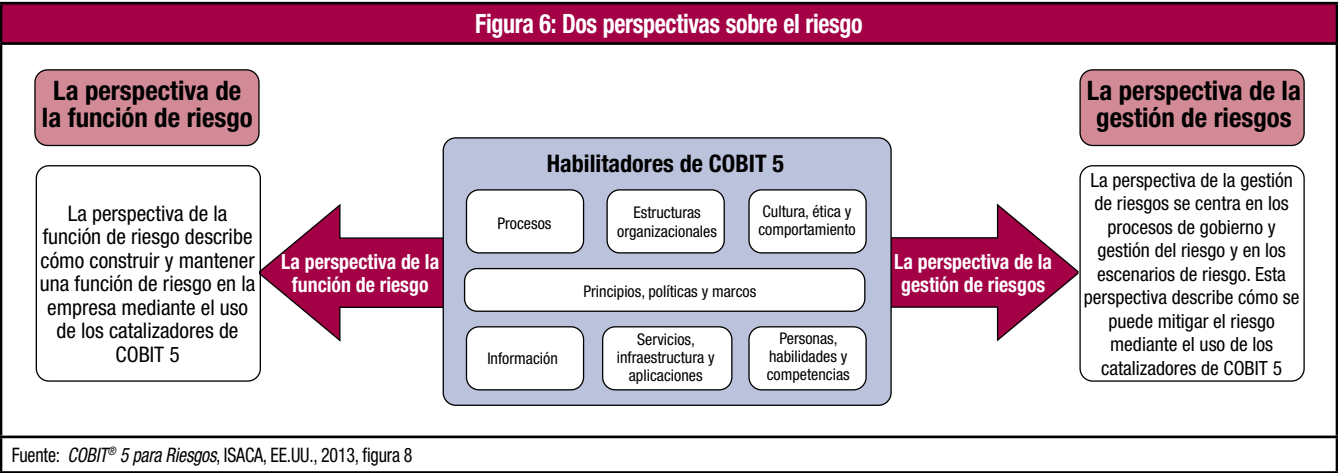 Figura 6: Dos perspectivas sobre el riesgo
La perspectiva de
la función de riesgo
La perspectiva de la
función de riesgo describe
cómo construir y mantener
una función de riesgo en la
empresa mediante el uso
de los catalizadores de
COBIT 5
La perspectiva de la
función de riesgo
Habilitadores de COBIT 5
Procesos
Estructuras
organizacionales
Cultura, ética y
comportamiento
Principios, políticas y marcos
Información
Servicios,
infraestructura y
aplicaciones
Personas,
habilidades y
competencias
La perspectiva de la
gestión de riesgos
La perspectiva de la
gestión de riesgos
La perspectiva de la gestión
de riesgos se centra en los
procesos de gobierno y
gestión del riesgo y en los
escenarios de riesgo. Esta
perspectiva describe cómo se
puede mitigar el riesgo
mediante el uso de los
catalizadores de COBIT 5
Fuente: COBIT® 5 para Riesgos, ISACA, EE.UU., 2013, figura 8